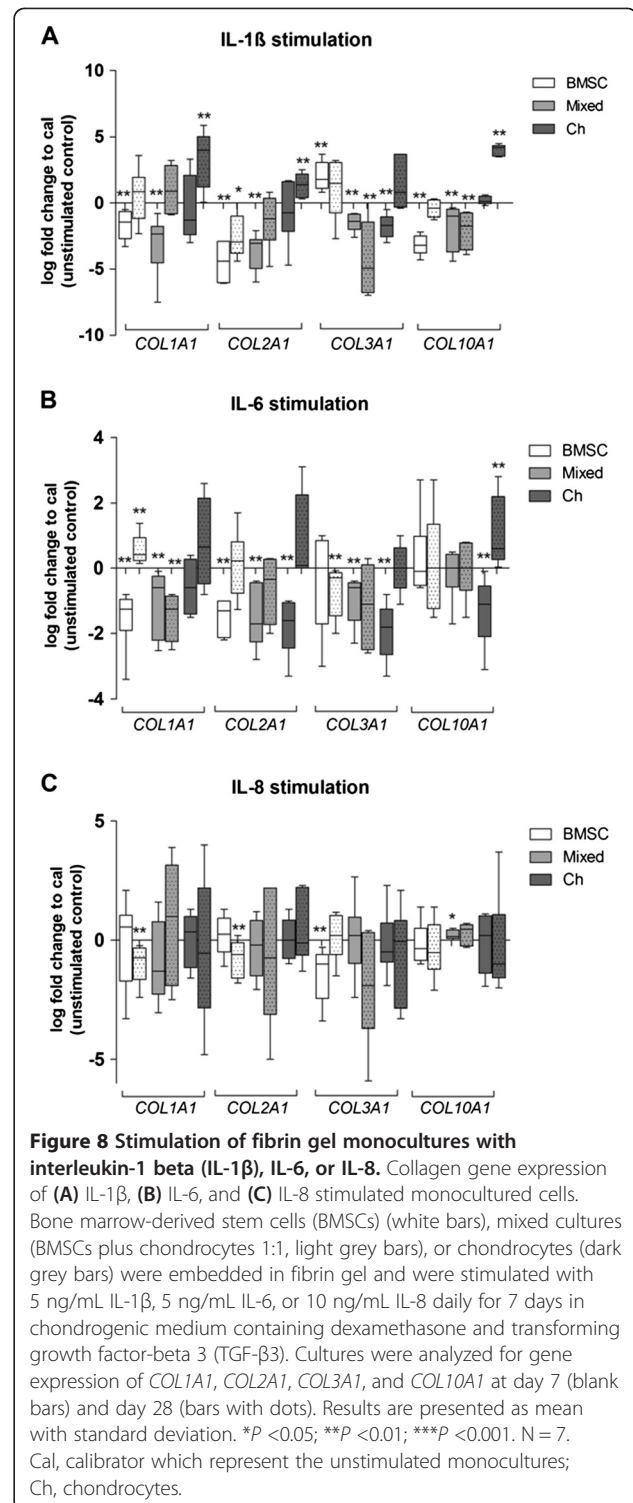 A
IL-1ß stimulation
log fold change to cal
(unstimulated control)
10
5
0
-5
-10
BMSC
Mixed
Ch
** ** ** ** * ** ** ** ** ** ** ** ** ** **
COL1A1 COL2A1 COL3A1 COL10A1
B
IL-6 stimulation
log fold change to cal
(unstimulated control)
4
2
0
-2
-4
BMSC
Mixed
Ch
** ** ** ** ** ** ** ** ** ** ** **
COL1A1 COL2A1 COL3A1 COL10A1
C
IL-8 stimulation
log fold change to cal
(unstimulated control)
5
0
-5
BMSC
Mixed
Ch
** ** ** *
COL1A1 COL2A1 COL3A1 COL10A1
Figure 8 Stimulation of fibrin gel monocultures with
interleukin-1 beta (IL-1β), IL-6, or IL-8. Collagen gene expression
of (A) IL-1β, (B) IL-6, and (C) IL-8 stimulated monocultured cells.
Bone marrow-derived stem cells (BMSCs) (white bars), mixed cultures
(BMSCs plus chondrocytes 1:1, light grey bars), or chondrocytes (dark
grey bars) were embedded in fibrin gel and were stimulated with
5 ng/mL IL-1β, 5 ng/mL IL-6, or 10 ng/mL IL-8 daily for 7 days in
chondrogenic medium containing dexamethasone and transforming
growth factor-beta 3 (TGF-β3). Cultures were analyzed for gene
expression of COL1A1, COL2A1, COL3A1, and COL10A1 at day 7 (blank
bars) and day 28 (bars with dots). Results are presented as mean
with standard deviation. *P <0.05; **P <0.01; ***P <0.001. N = 7.
Cal, calibrator which represent the unstimulated monocultures;
Ch, chondrocytes.